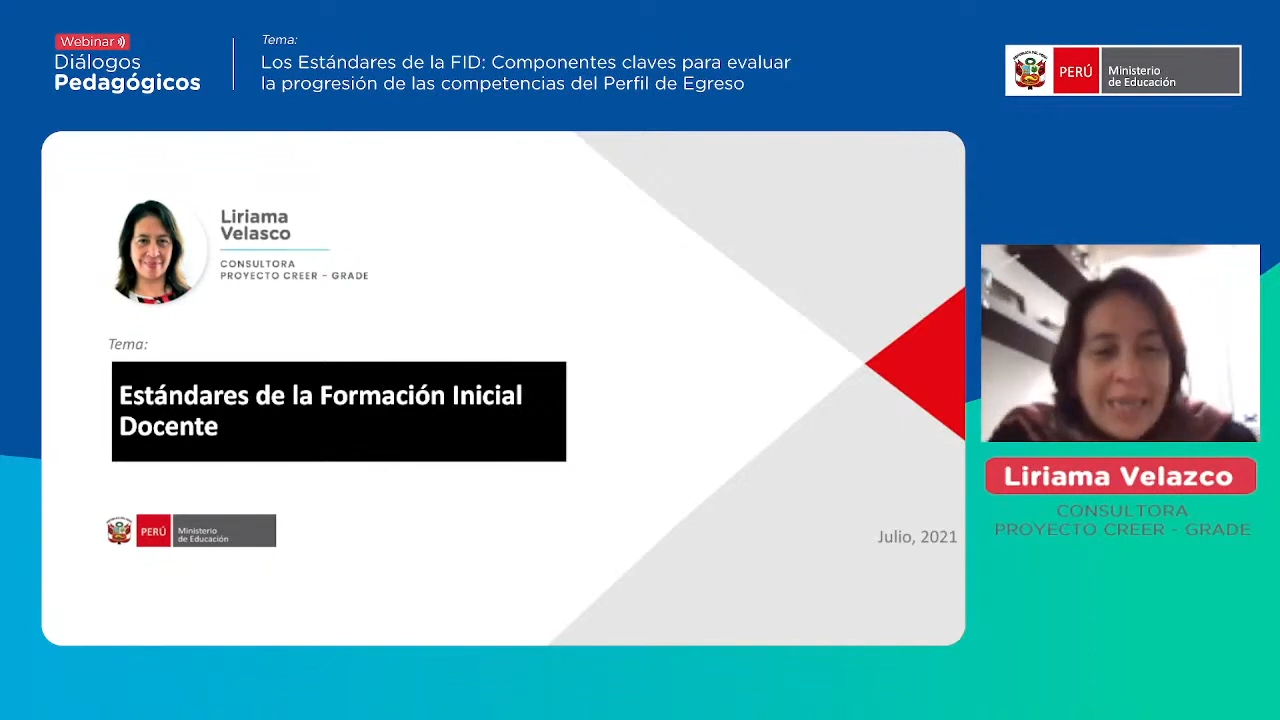 Webinar
Diálogos
Pedagógicos
Tema:
Los Estándares de la FID: Componentes claves para evaluar
la progresión de las competencias del Perfil de Egreso
PERÚ
Ministerio
de Educación
Liriama
Velasco
CONSULTORA
PROYECTO CREER - GRADE
Tema:
Estándares de la Formación Inicial
Docente
PERÚ
Ministerio
de Educación
Julio, 2021
Liriama Velazco
CONSULTORA
PROYECTO CREER - GRADE